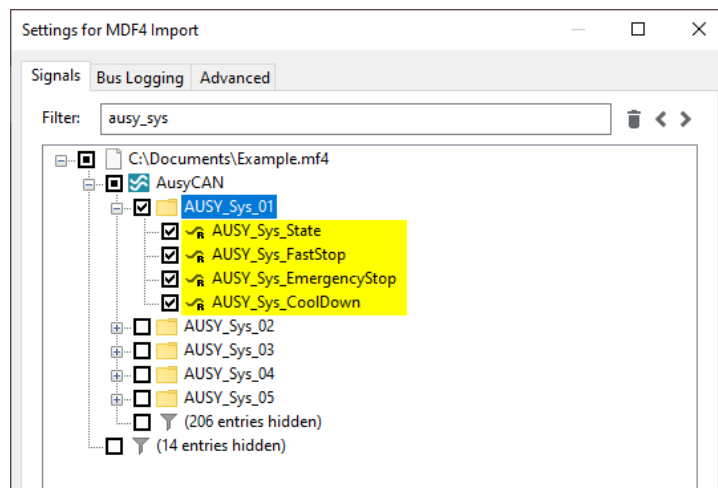 Settings for MDF4 Import
Signals Bus Logging Advanced
Filter: ausy_sys
C:\Documents\Example.mf4
AusyCAN
AUSY_Sys_01
AUSY_Sys_State
AUSY_Sys_FastStop
AUSY_Sys_EmergencyStop
AUSY_Sys_CoolDown
AUSY_Sys_02
AUSY_Sys_03
AUSY_Sys_04
AUSY_Sys_05
(206 entries hidden)
(14 entries hidden)